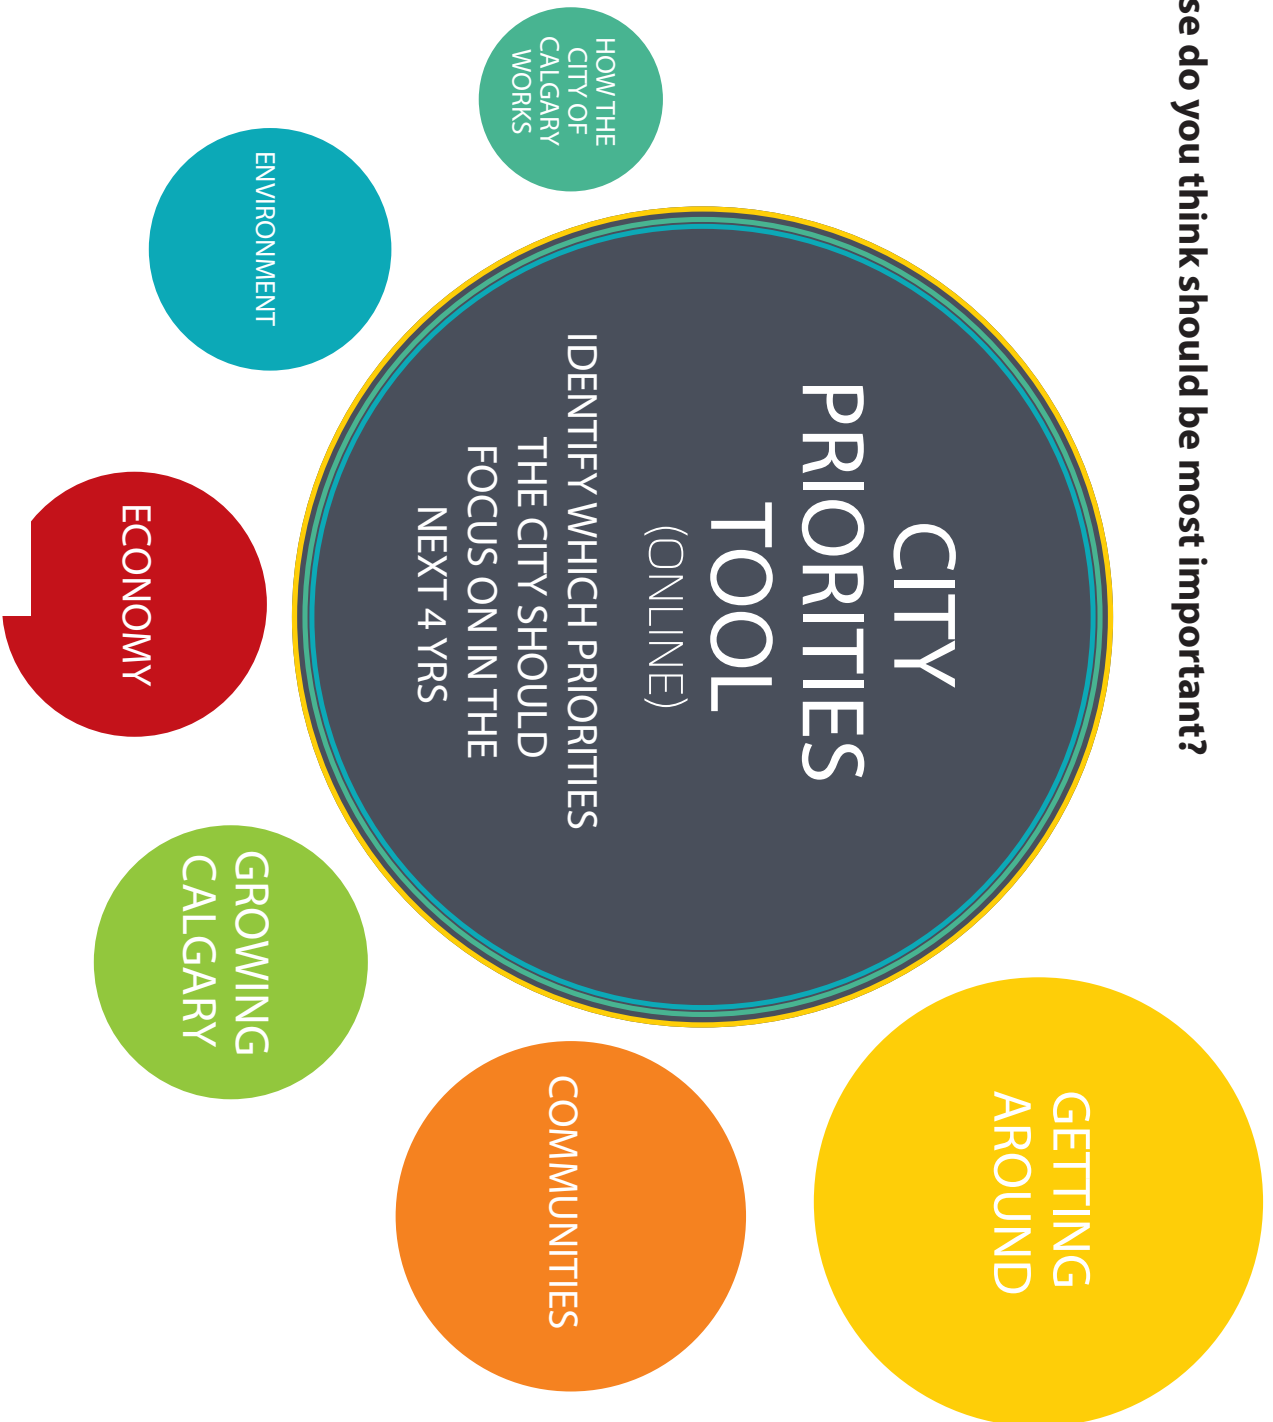 se do you think should be most important?
CITY
PRIORITIES
TOOL
(ONLINE)
IDENTIFY WHICH PRIORITIES
THE CITY SHOULD
FOCUS ON IN THE
NEXT 4 YRS
GETTING
AROUND
HOW THE
CITY OF
CALGARY
WORKS
COMMUNITIES
ENVIRONMENT
GROWING
CALGARY
ECONOMY